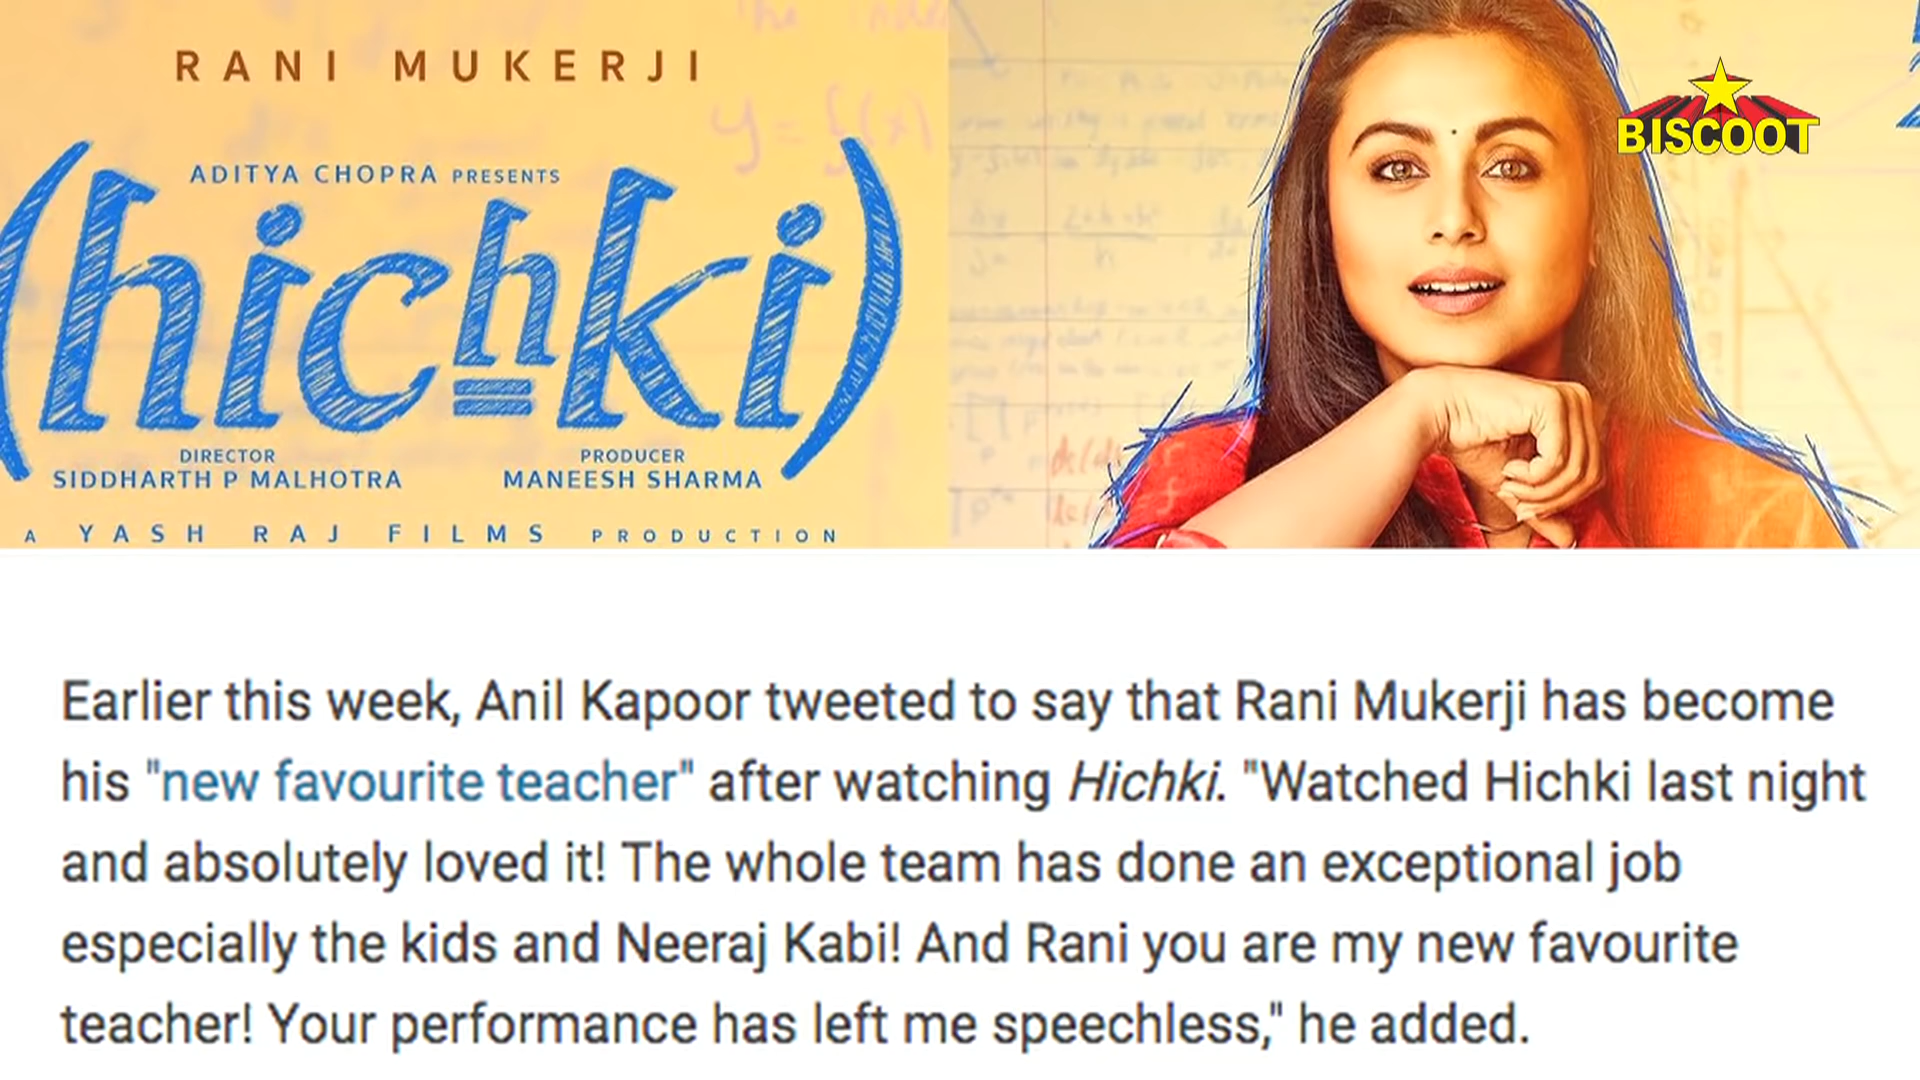 RANI MUKERJI
ADITYA CHOPRA PRESENTS
(hichki)
DIRECTOR PRODUCER
SIDDHARTH P MALHOTRA MANEESH SHARMA
A YASH RAJ FILMS PRODUCTION
y = f(x)
BISCOOT
Earlier this week, Anil Kapoor tweeted to say that Rani Mukerji has become
his "new favourite teacher" after watching Hichki. "Watched Hichki last night
and absolutely loved it! The whole team has done an exceptional job
especially the kids and Neeraj Kabi! And Rani you are my new favourite
teacher! Your performance has left me speechless," he added.